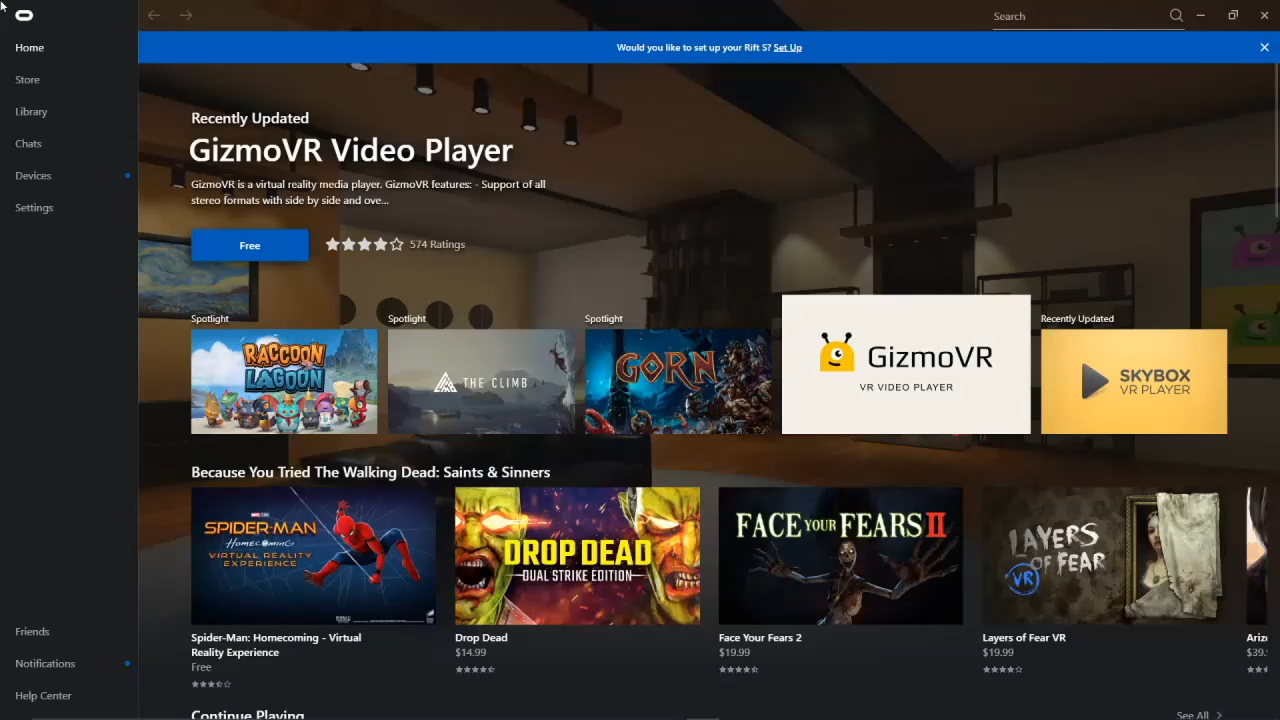 Search
Home
Store
Library
Chats
Devices
Settings
Friends
Notifications
Help Center
Would you like to set up your Rift S? Set Up
Recently Updated
GizmoVR Video Player
GizmoVR is a virtual reality media player. GizmoVR features: - Support of all
stereo formats with side by side and ove...
Free
574 Ratings
Spotlight
RACCOON
LAGOON
Spotlight
THE CLIMB
Spotlight
GORN
GizmoVR
VR VIDEO PLAYER
Recently Updated
SKYBOX
VR PLAYER
Because You Tried The Walking Dead: Saints & Sinners
SPIDER-MAN
HOMECOMING
VIRTUAL REALITY
EXPERIENCE
Spider-Man: Homecoming - Virtual
Reality Experience
Free
DROP DEAD
DUAL STRIKE EDITION
Drop Dead
$14.99
FACE YOUR FEARS II
Face Your Fears 2
$19.99
LAYERS
OF FEAR
VR
Layers of Fear VR
$19.99
Arizo
$39.
Continue Playing
See All